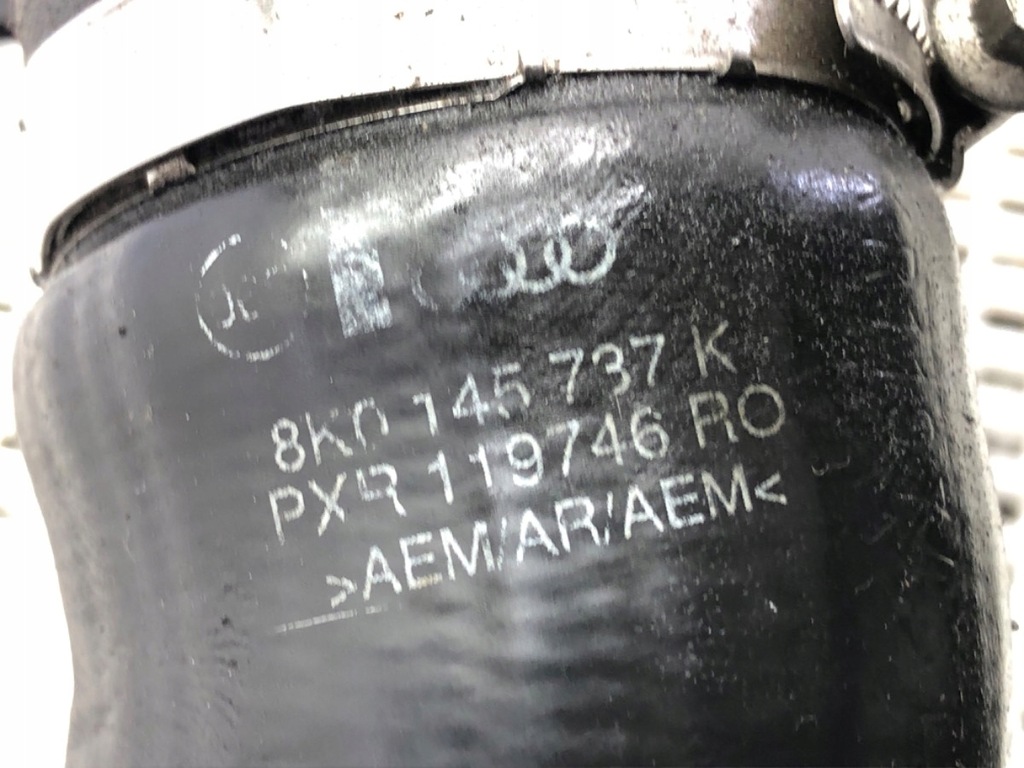 8K0 145 737 K
PXR 119746 RO
>AEM/AR/AEM<